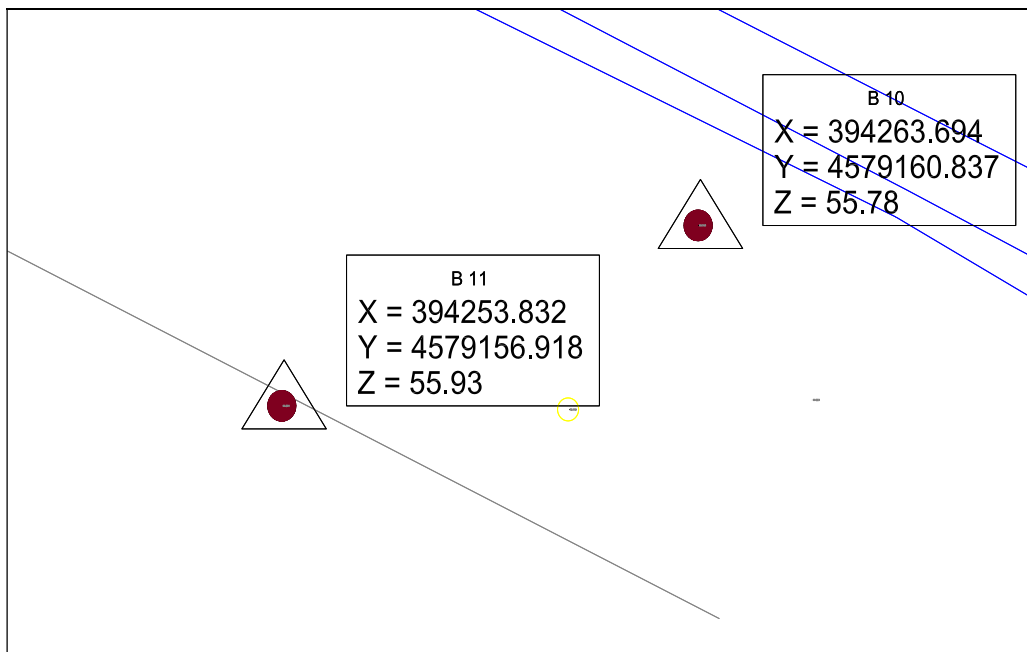 B 10
X = 394263.694
Y = 4579160.837
Z = 55.78
B 11
X = 394253.832
Y = 4579156.918
Z = 55.93